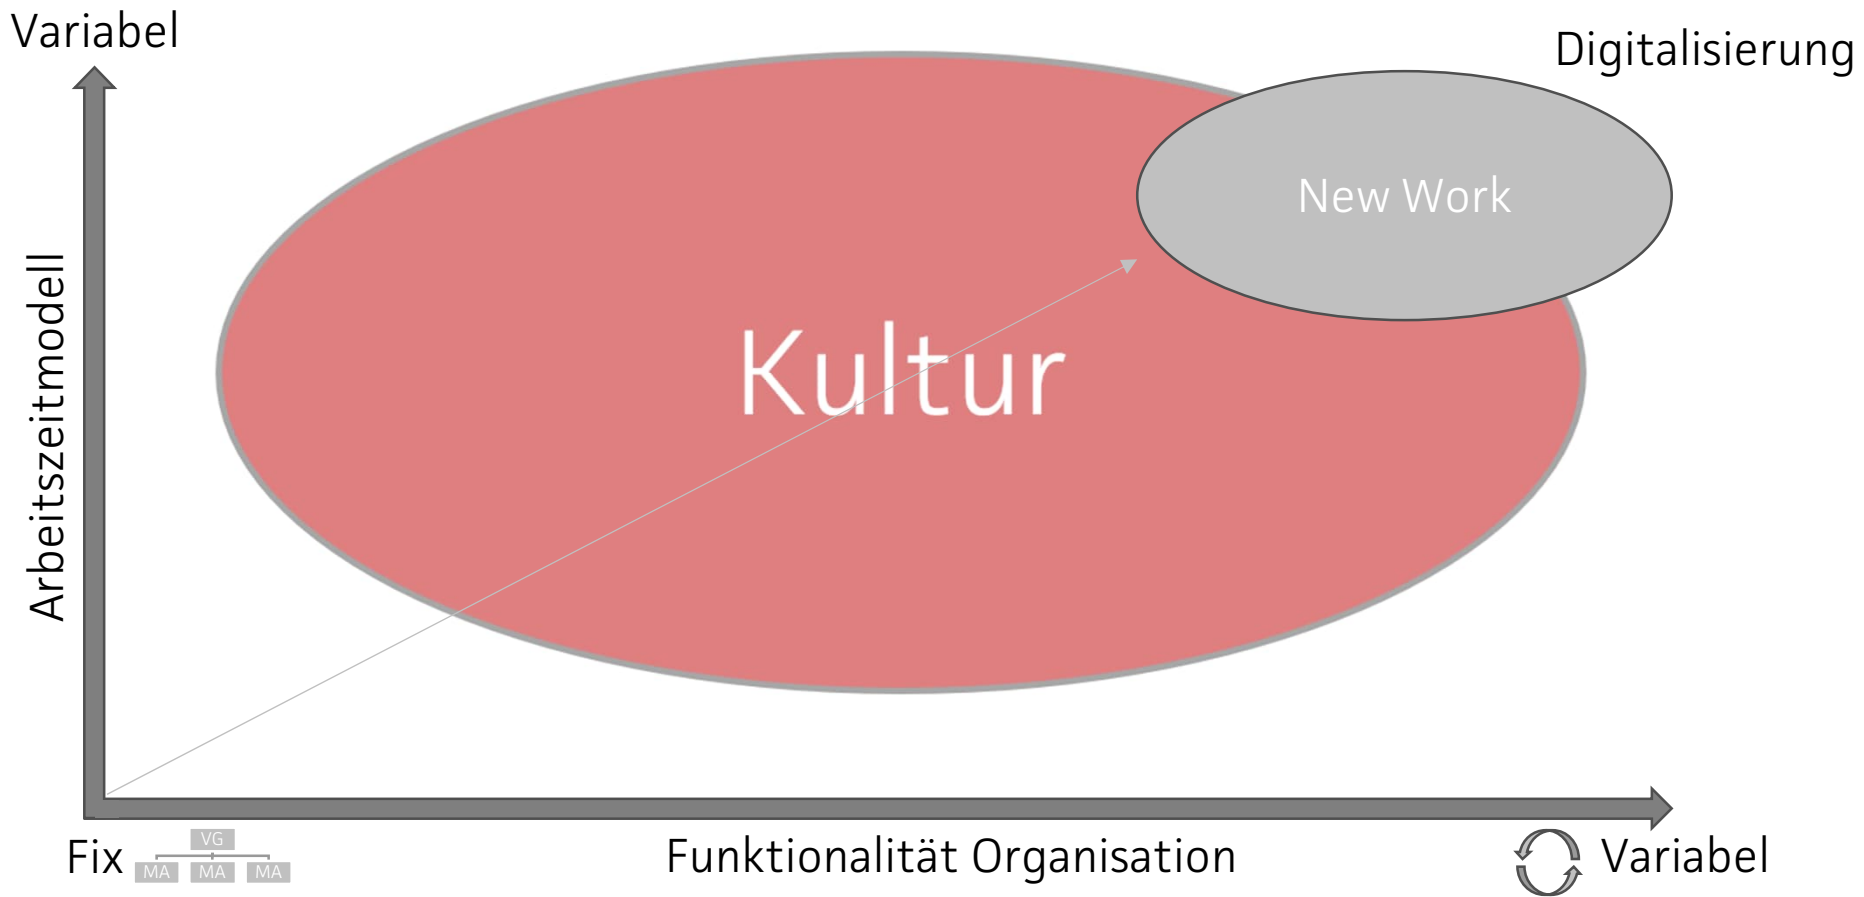 Variabel
Digitalisierung
New Work
Arbeitszeitmodell
Kultur
Fix
VG
MA MA MA
Funktionalität Organisation
Variabel